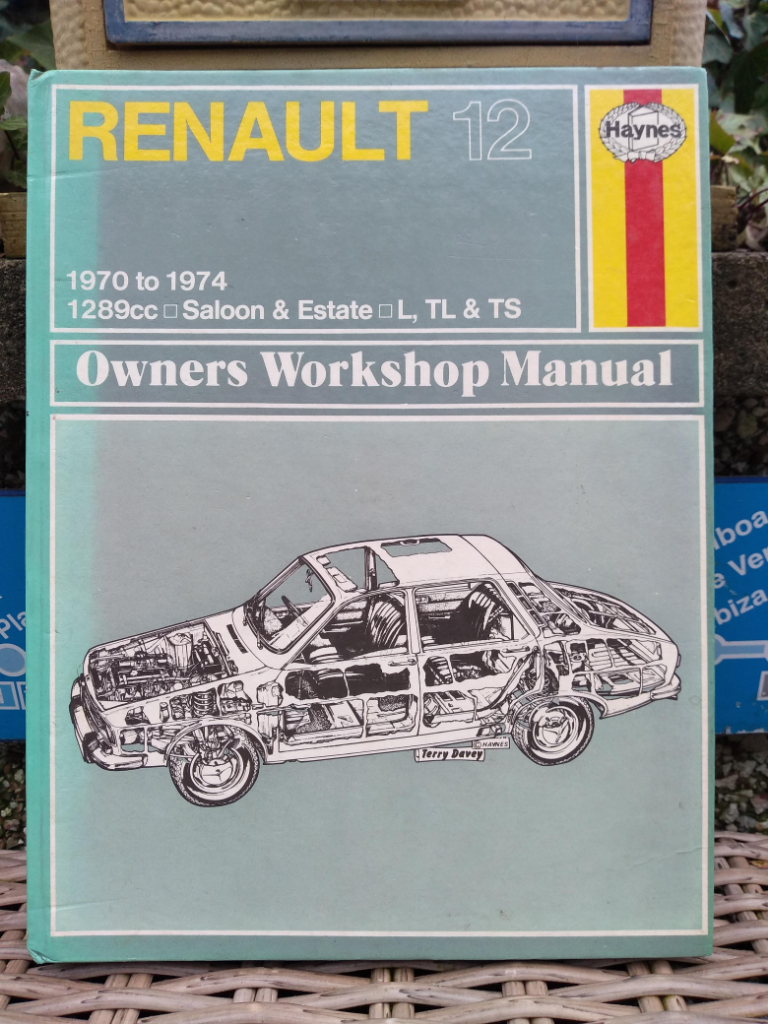 RENAULT 12
Haynes
1970 to 1974
1289cc □ Saloon & Estate □ L, TL & TS
Owners Workshop Manual
© HAYNES
Terry Davey